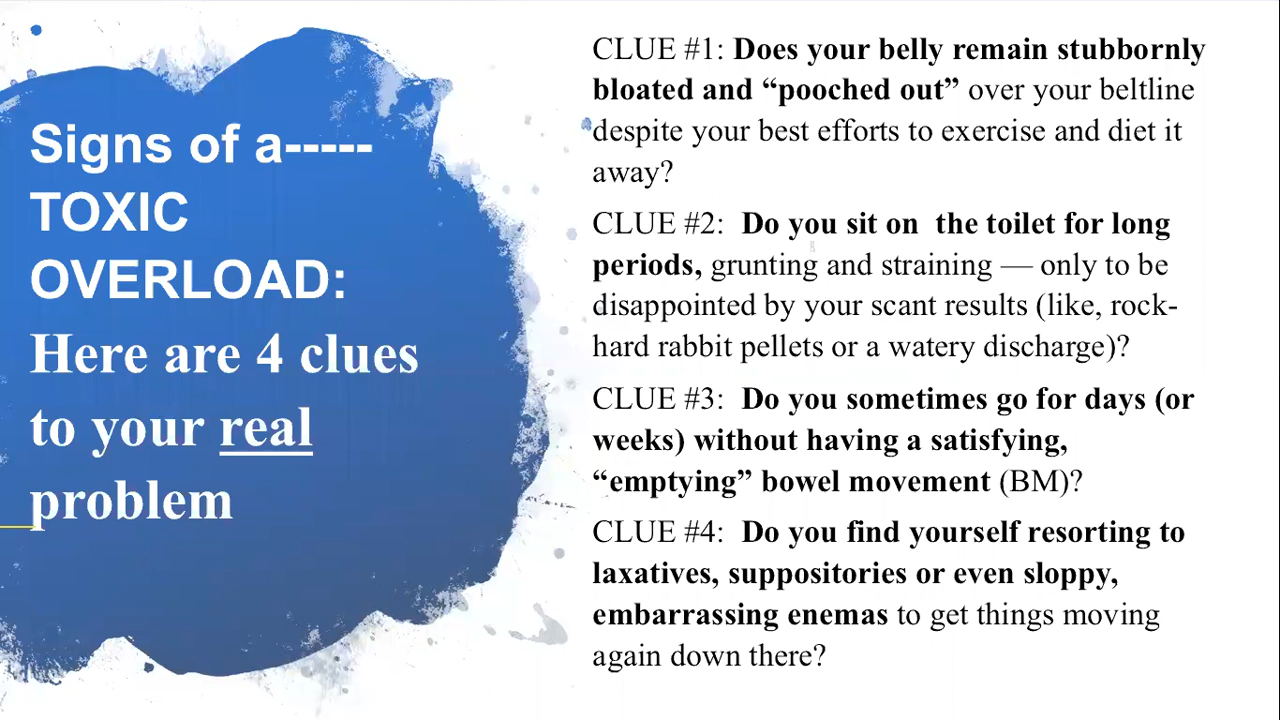 Signs of a-----
TOXIC
OVERLOAD:
Here are 4 clues
to your real
problem
CLUE #1: Does your belly remain stubbornly
bloated and “pooched out” over your beltline
despite your best efforts to exercise and diet it
away?
CLUE #2:  Do you sit on  the toilet for long
periods, grunting and straining — only to be
disappointed by your scant results (like, rock-
hard rabbit pellets or a watery discharge)?
CLUE #3:  Do you sometimes go for days (or
weeks) without having a satisfying,
“emptying” bowel movement (BM)?
CLUE #4:  Do you find yourself resorting to
laxatives, suppositories or even sloppy,
embarrassing enemas to get things moving
again down there?